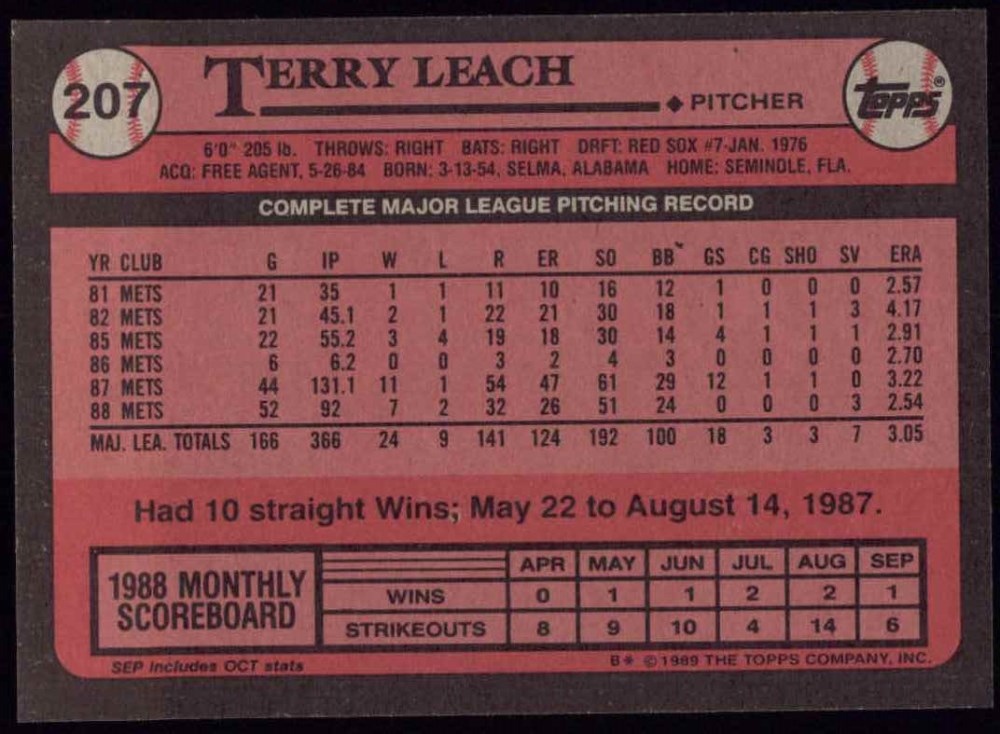 207 TERRY LEACH PITCHER Topps®
6'0" 205 lb. THROWS: RIGHT BATS: RIGHT DRFT: RED SOX #7-JAN. 1976
ACQ: FREE AGENT, 5-26-84 BORN: 3-13-54, SELMA, ALABAMA HOME: SEMINOLE, FLA.
COMPLETE MAJOR LEAGUE PITCHING RECORD
YR CLUB G IP W L R ER SO BB GS CG SHO SV ERA
81 METS 21 35 1 1 11 10 16 12 1 0 0 0 2.57
82 METS 21 45.1 2 1 22 21 30 18 1 1 1 3 4.17
85 METS 22 55.2 3 4 19 18 30 14 4 1 1 1 2.91
86 METS 6 6.2 0 0 3 2 4 3 0 0 0 0 2.70
87 METS 44 131.1 11 1 54 47 61 29 12 1 1 0 3.22
88 METS 52 92 7 2 32 26 51 24 0 0 0 3 2.54
MAJ. LEA. TOTALS 166 366 24 9 141 124 192 100 18 3 3 7 3.05
Had 10 straight Wins; May 22 to August 14, 1987.
1988 MONTHLY
SCOREBOARD
APR MAY JUN JUL AUG SEP
WINS 0 1 1 2 2 1
STRIKEOUTS 8 9 10 4 14 6
SEP includes OCT stats
B* © 1989 THE TOPPS COMPANY, INC.